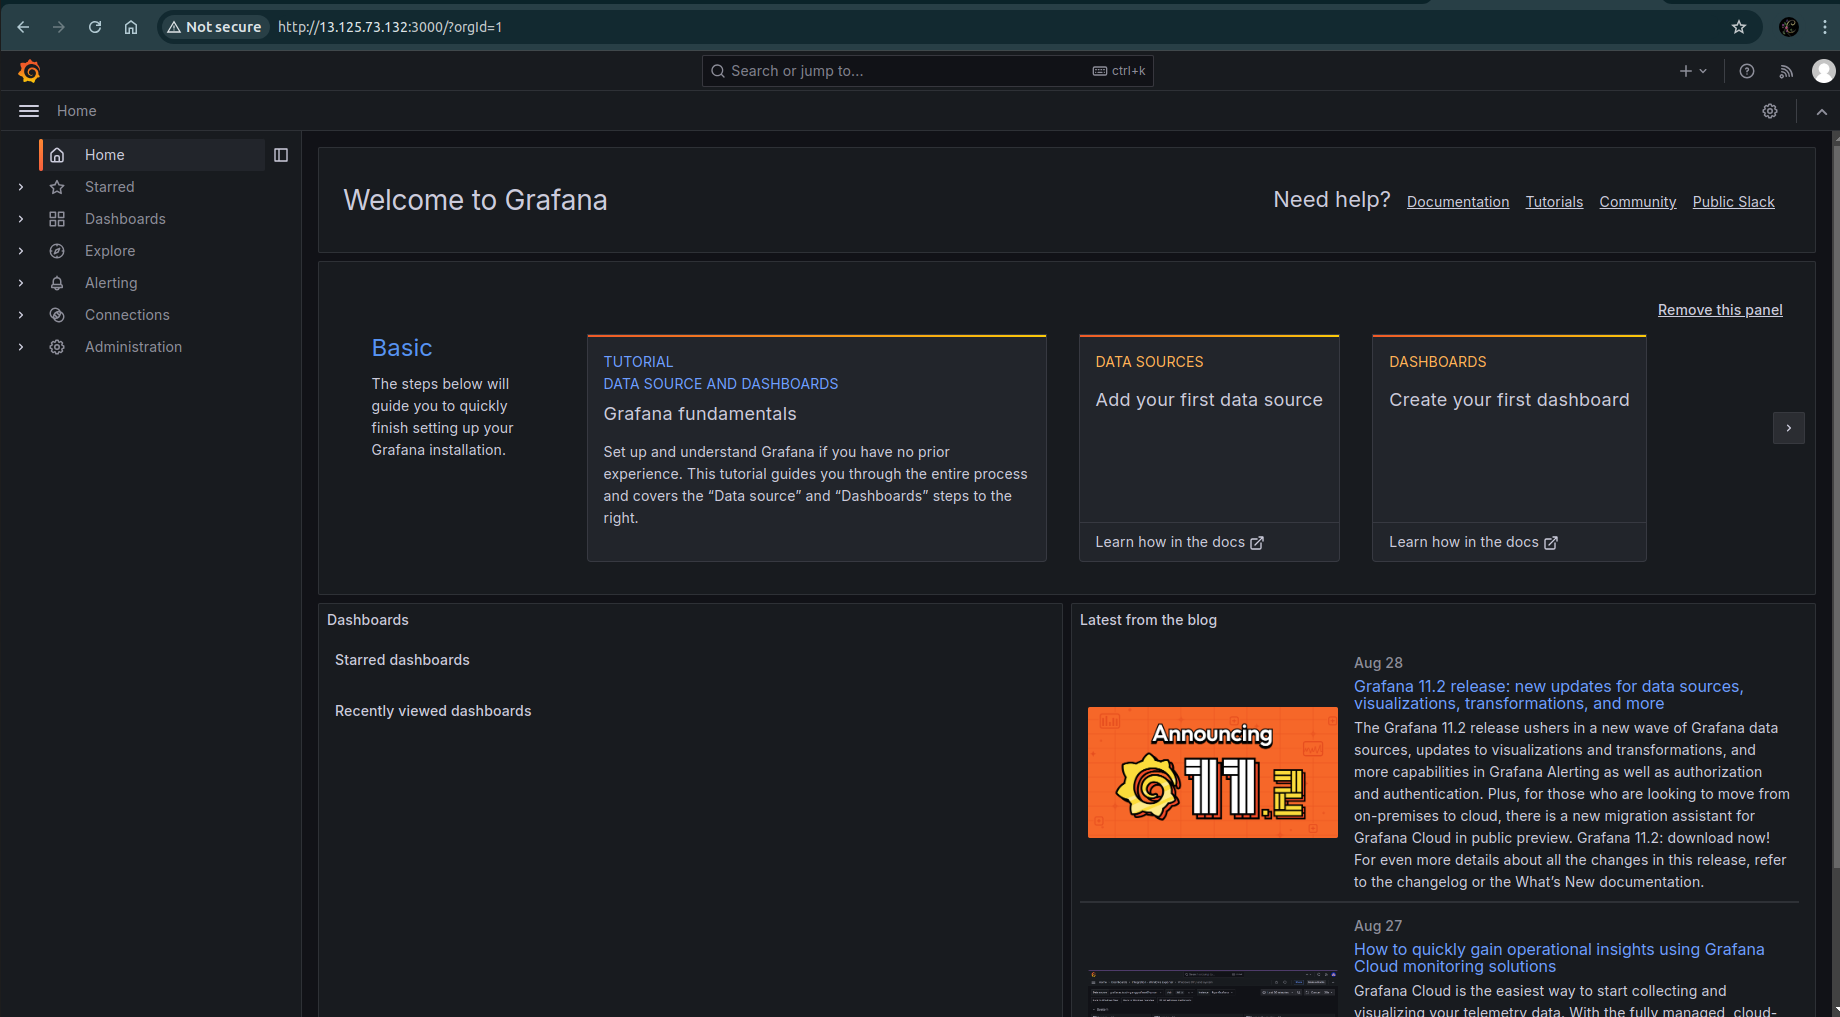 Not secure
http://13.125.73.132:3000/?orgId=1
Search or jump to...
ctrl+k
Home
Home
Starred
Dashboards
Explore
Alerting
Connections
Administration
Welcome to Grafana
Need help?
Documentation
Tutorials
Community
Public Slack
Remove this panel
Basic
The steps below will
guide you to quickly
finish setting up your
Grafana installation.
TUTORIAL
DATA SOURCE AND DASHBOARDS
Grafana fundamentals
Set up and understand Grafana if you have no prior
experience. This tutorial guides you through the entire process
and covers the “Data source” and “Dashboards” steps to the
right.
DATA SOURCES
Add your first data source
Learn how in the docs
DASHBOARDS
Create your first dashboard
Learn how in the docs
Dashboards
Starred dashboards
Recently viewed dashboards
Latest from the blog
Announcing
11.2
Aug 28
Grafana 11.2 release: new updates for data sources,
visualizations, transformations, and more
The Grafana 11.2 release ushers in a new wave of Grafana data
sources, updates to visualizations and transformations, and
more capabilities in Grafana Alerting as well as authorization
and authentication. Plus, for those who are looking to move from
on-premises to cloud, there is a new migration assistant for
Grafana Cloud in public preview. Grafana 11.2: download now!
For even more details about all the changes in this release, refer
to the changelog or the What’s New documentation.
Aug 27
How to quickly gain operational insights using Grafana
Cloud monitoring solutions
Grafana Cloud is the easiest way to start collecting and
visualizing your telemetry data. With the fully managed, cloud-